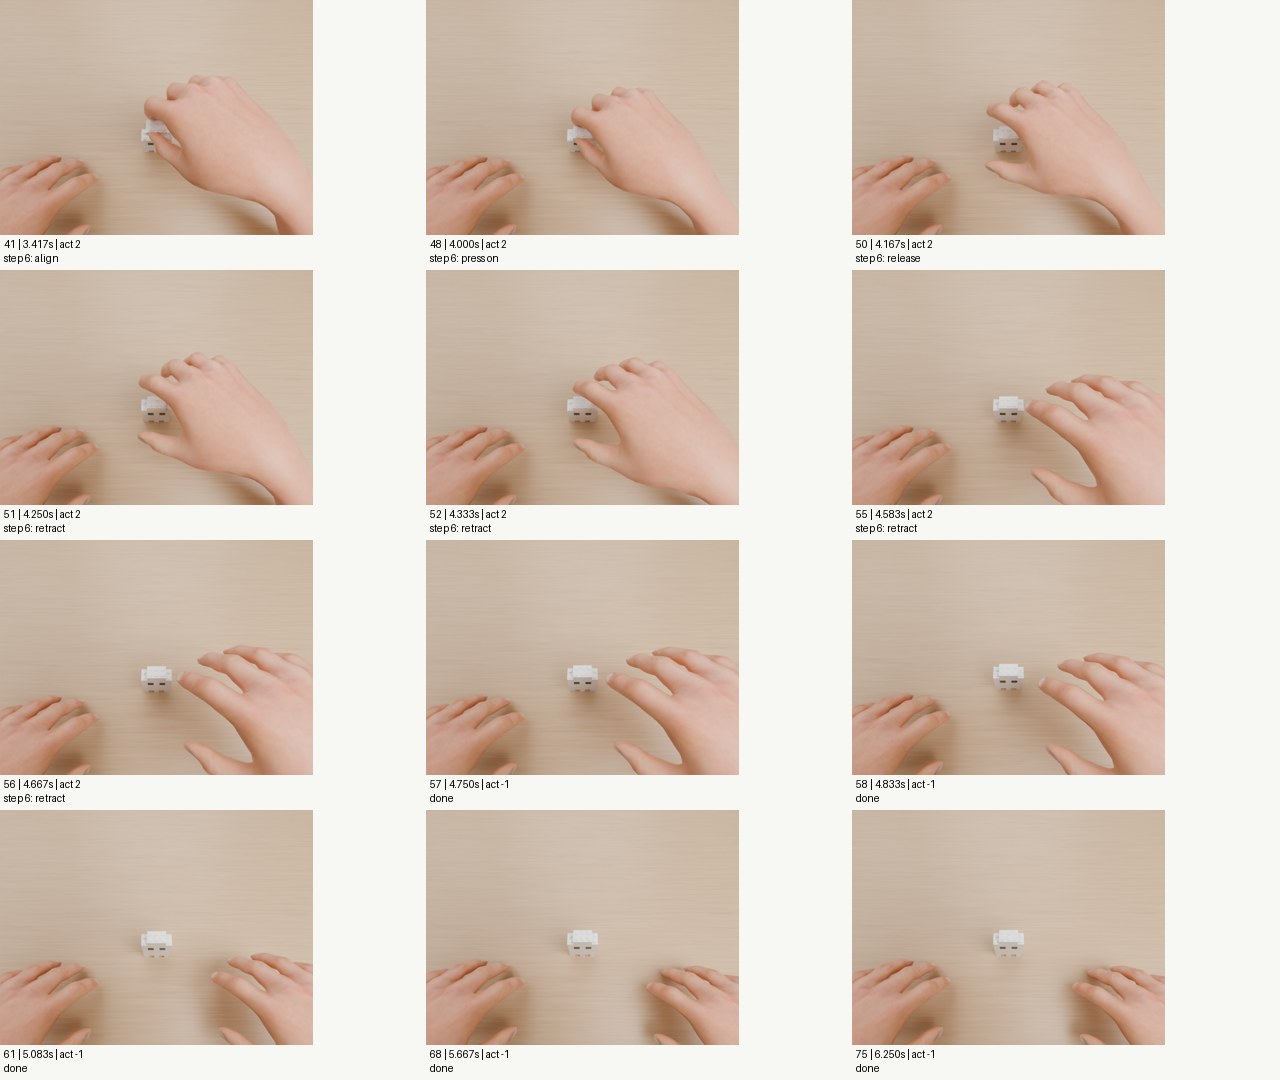 41 | 3.417s | act 2
step 6: align
48 | 4.000s | act 2
step 6: press on
50 | 4.167s | act 2
step 6: release
51 | 4.250s | act 2
step 6: retract
52 | 4.333s | act 2
step 6: retract
55 | 4.583s | act 2
step 6: retract
56 | 4.667s | act 2
step 6: retract
57 | 4.750s | act -1
done
58 | 4.833s | act -1
done
61 | 5.083s | act -1
done
68 | 5.667s | act -1
done
75 | 6.250s | act -1
done